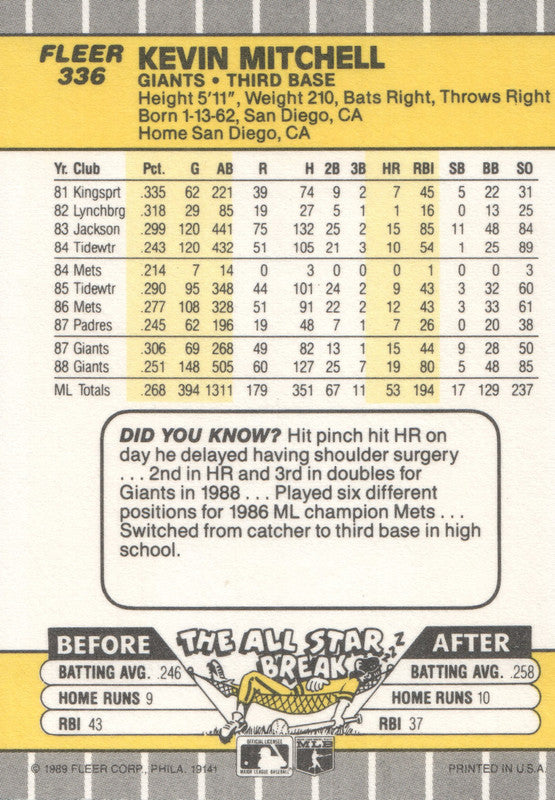 FLEER
336
KEVIN MITCHELL
GIANTS • THIRD BASE
Height 5'11", Weight 210, Bats Right, Throws Right
Born 1-13-62, San Diego, CA
Home San Diego, CA
Yr. Club Pct. G AB R H 2B 3B HR RBI SB BB SO
81 Kingsprt .335 62 221 39 74 9 2 7 45 5 22 31
82 Lynchbrg .318 29 85 19 27 5 1 1 16 0 13 25
83 Jackson .299 120 441 75 132 25 2 15 85 11 48 84
84 Tidewtr .243 120 432 51 105 21 3 10 54 1 25 89
84 Mets .214 7 14 0 3 0 0 0 1 0 0 3
85 Tidewtr .290 95 348 44 101 24 2 9 43 3 32 60
86 Mets .277 108 328 51 91 22 2 12 43 3 33 61
87 Padres .245 62 196 19 48 7 1 7 26 0 20 38
87 Giants .306 69 268 49 82 13 1 15 44 9 28 50
88 Giants .251 148 505 60 127 25 7 19 80 5 48 85
ML Totals .268 394 1311 179 351 67 11 53 194 17 129 237
DID YOU KNOW? Hit pinch hit HR on
day he delayed having shoulder surgery
... 2nd in HR and 3rd in doubles for
Giants in 1988 ... Played six different
positions for 1986 ML champion Mets ...
Switched from catcher to third base in high
school.
THE ALL STAR
BREAK
ZZZ
BEFORE
BATTING AVG. .246
HOME RUNS 9
RBI 43
AFTER
BATTING AVG. .258
HOME RUNS 10
RBI 37
OFFICIAL LICENSEE
MAJOR LEAGUE BASEBALL
MLB
© 1989 FLEER CORP., PHILA. 19141
PRINTED IN U.S.A.